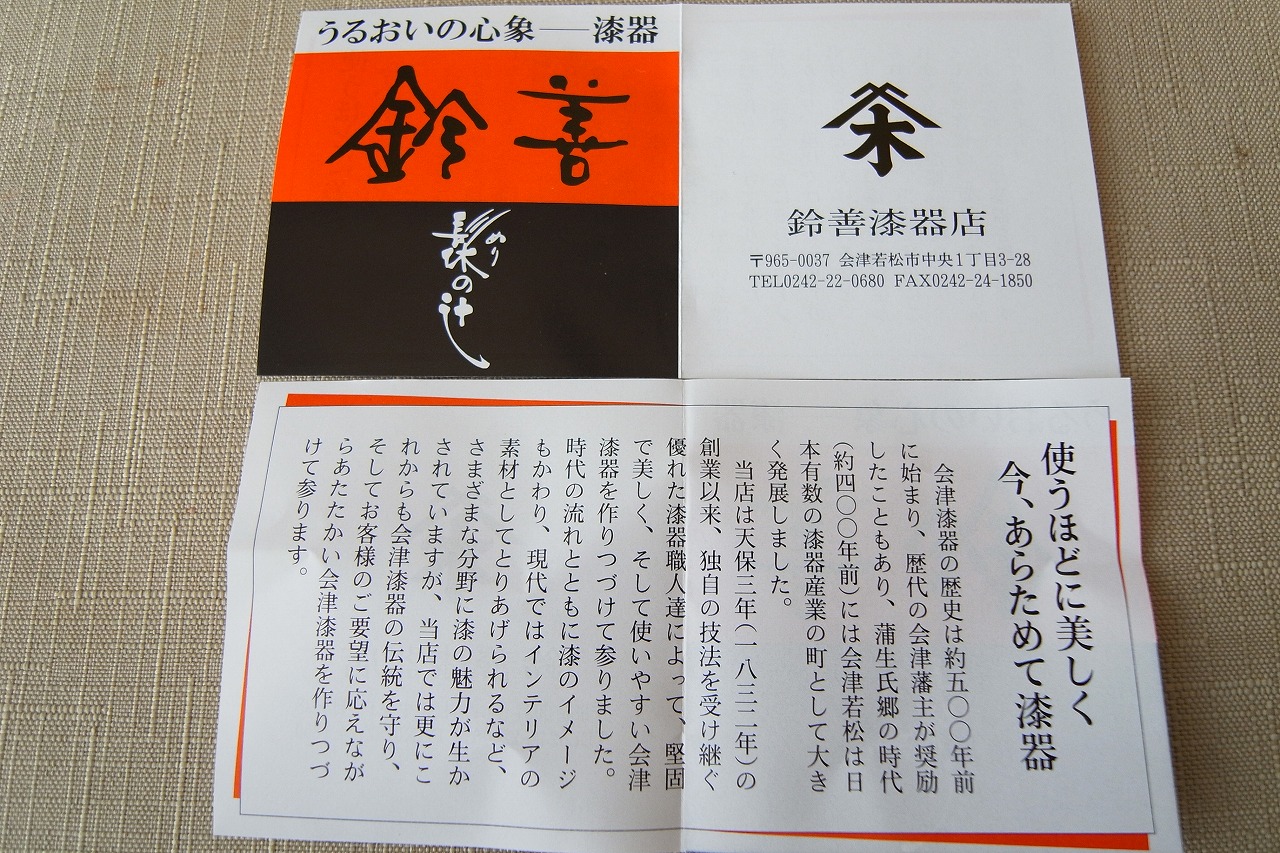 うるおいの心象──漆器
鈴善
髹めりの辻
鈴善漆器店
〒965-0037 会津若松市中央1丁目3-28
TEL0242-22-0680 FAX0242-24-1850
使うほどに美しく
今、あらためて漆器
会津漆器の歴史は約五〇〇年前
に始まり、歴代の会津藩主が奨励
したこともあり、蒲生氏郷の時代
(約四〇〇年前)には会津若松は日
本有数の漆器産業の町として大き
く発展しました。
当店は天保三年(一八三二年)の
創業以来、独自の技法を受け継ぐ
優れた漆器職人達によって、堅固
で美しく、そして使いやすい会津
漆器を作りつづけて参りました。
時代の流れとともに漆のイメージ
もかわり、現代ではインテリアの
素材としてとりあげられるなど、
さまざまな分野に漆の魅力が生か
されていますが、当店では更にこ
れからも会津漆器の伝統を守り、
そしてお客様のご要望に応えなが
らあたたかい会津漆器を作りつづ
けて参ります。